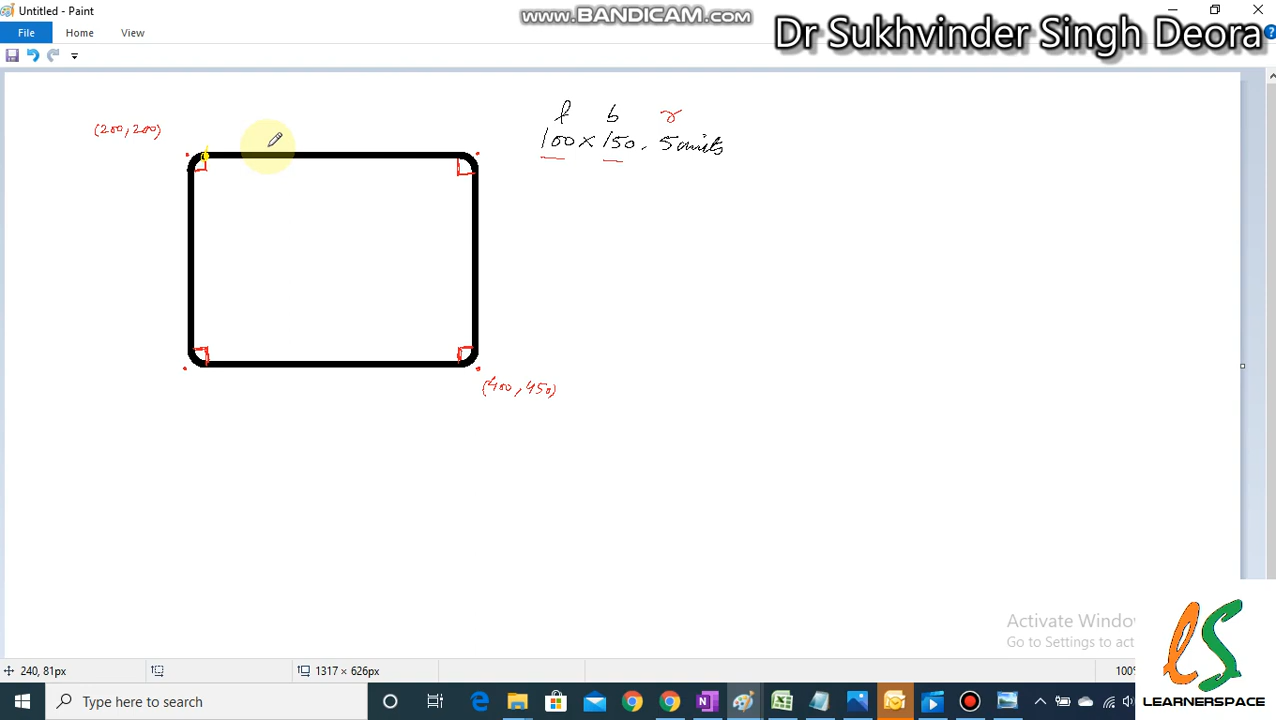 Untitled - Paint
www.BANDICAM.com
Dr Sukhvinder Singh Deora
File Home View
l b r
(200, 200)
100 × 150, 5 units
(400, 450)
Activate Windo
Go to Settings to act
240, 81px
1317 × 626px
100%
Type here to search
LEARNERSPACE